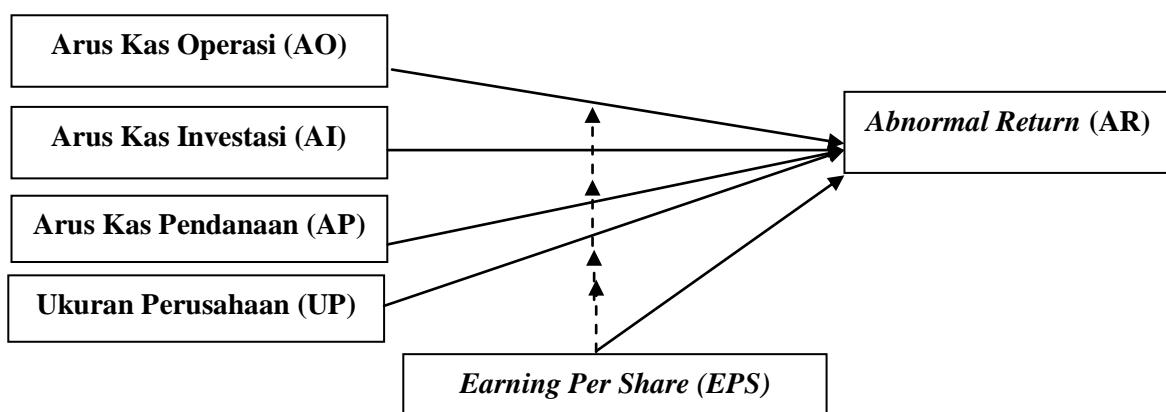 Arus Kas Operasi (AO)
Arus Kas Investasi (AI)
Abnormal Return (AR)
Arus Kas Pendanaan (AP)
Ukuran Perusahaan (UP)
Earning Per Share (EPS)